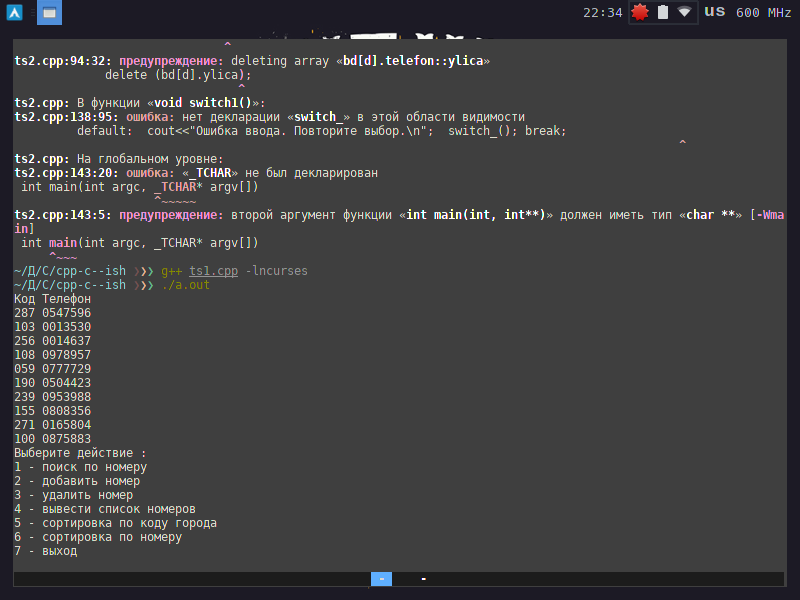 22:34 us 600 MHz
^
ts2.cpp:94:32: предупреждение: deleting array «bd[d].telefon::ylica»
delete (bd[d].ylica);
^
ts2.cpp: В функции «void switch1()»:
ts2.cpp:138:95: ошибка: нет декларации «switch_» в этой области видимости
default:  cout<<"Ошибка ввода. Повторите выбор.\n";  switch_(); break;
^
ts2.cpp: На глобальном уровне:
ts2.cpp:143:20: ошибка: «_TCHAR» не был декларирован
int main(int argc, _TCHAR* argv[])
^~~~~~
ts2.cpp:143:5: предупреждение: второй аргумент функции «int main(int, int**)» должен иметь тип «char **» [-Wma
in]
int main(int argc, _TCHAR* argv[])
^~~~
~/Д/С/cpp-c--ish ❯❯❯ g++ ts1.cpp -lncurses
~/Д/С/cpp-c--ish ❯❯❯ ./a.out
Код Телефон
287 0547596
103 0013530
256 0014637
108 0978957
059 0777729
190 0504423
239 0953988
155 0808356
271 0165804
100 0875883
Выберите действие :
1 - поиск по номеру
2 - добавить номер
3 - удалить номер
4 - вывести список номеров
5 - сортировка по коду города
6 - сортировка по номеру
7 - выход
- -